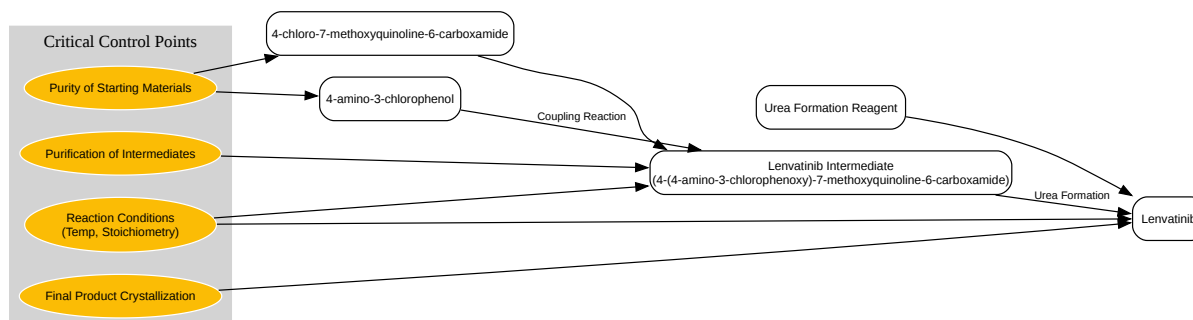 Critical Control Points
4-chloro-7-methoxyquinoline-6-carboxamide
Purity of Starting Materials
4-amino-3-chlorophenol
Urea Formation Reagent
Coupling Reaction
Purification of Intermediates
Lenvatinib Intermediate
(4-(4-amino-3-chlorophenoxy)-7-methoxyquinoline-6-carboxamide)
Urea Formation
Reaction Conditions
(Temp, Stoichiometry)
Lenvatinib
Final Product Crystallization